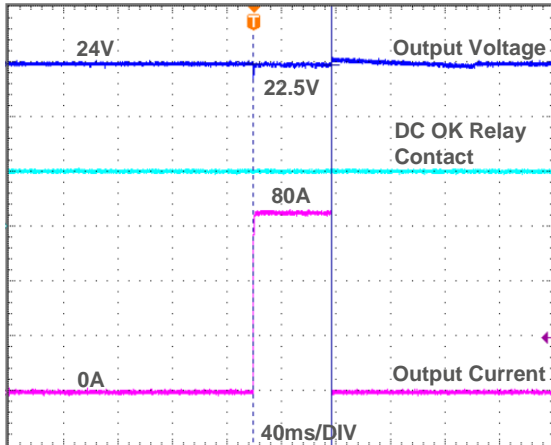 T
24V
Output Voltage
22.5V
DC OK Relay
Contact
80A
0A
Output Current
40ms/DIV